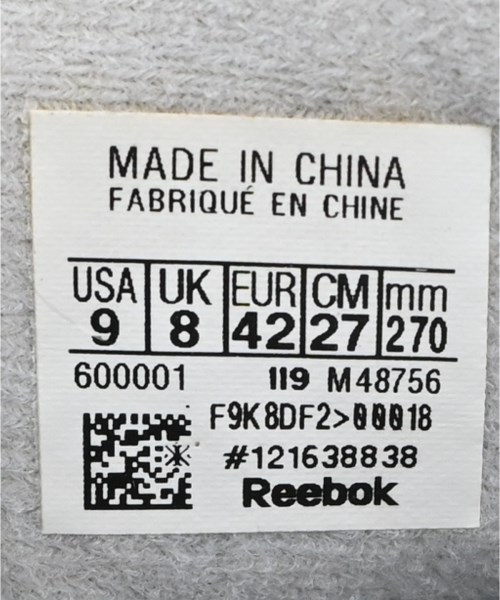 MADE IN CHINA
FABRIQUÉ EN CHINE
USA UK EUR CM mm
9 8 42 27 270
600001 119 M48756
F9K8DF2>00018
#121638838
Reebok